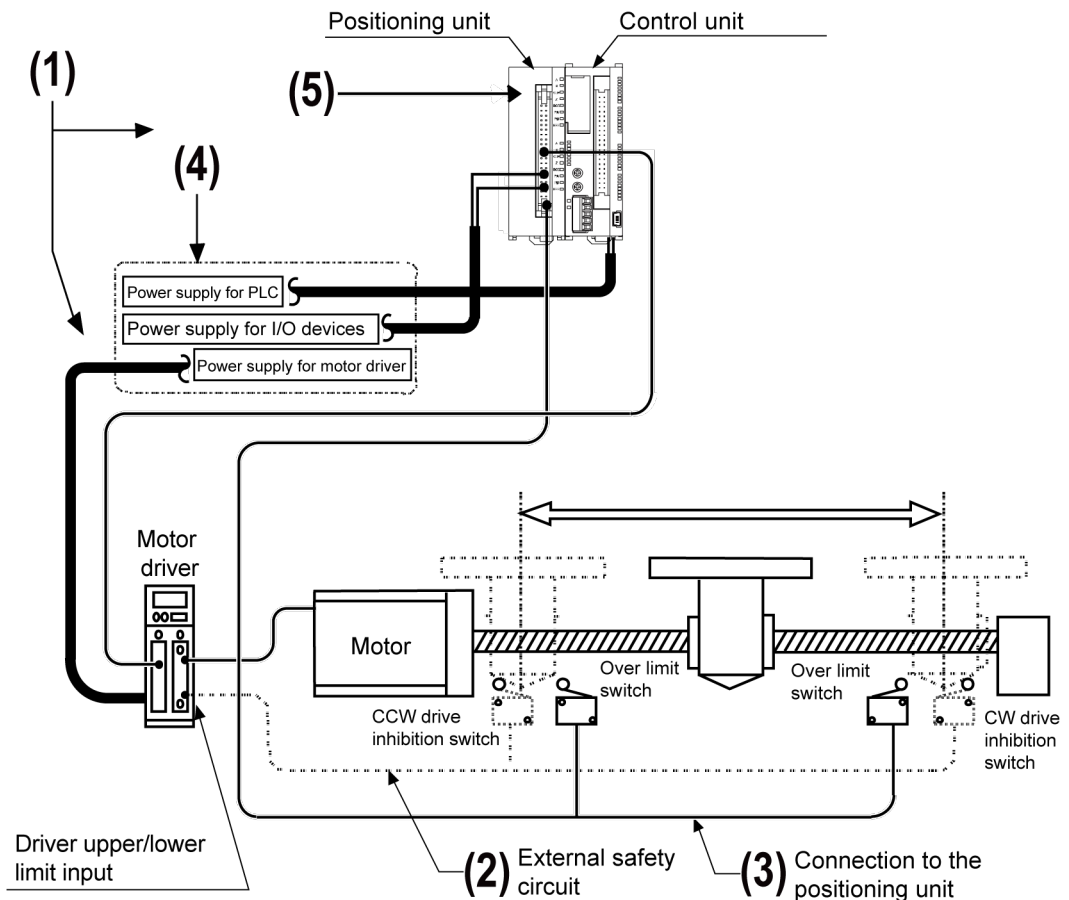 Positioning unit
Control unit
(1)
(5)
(4)
Power supply for PLC
Power supply for I/O devices
Power supply for motor driver
Motor
driver
Motor
Over limit
switch
Over limit
switch
CCW drive
inhibition switch
CW drive
inhibition
switch
Driver upper/lower
limit input
(2) External safety
circuit
(3) Connection to the
positioning unit